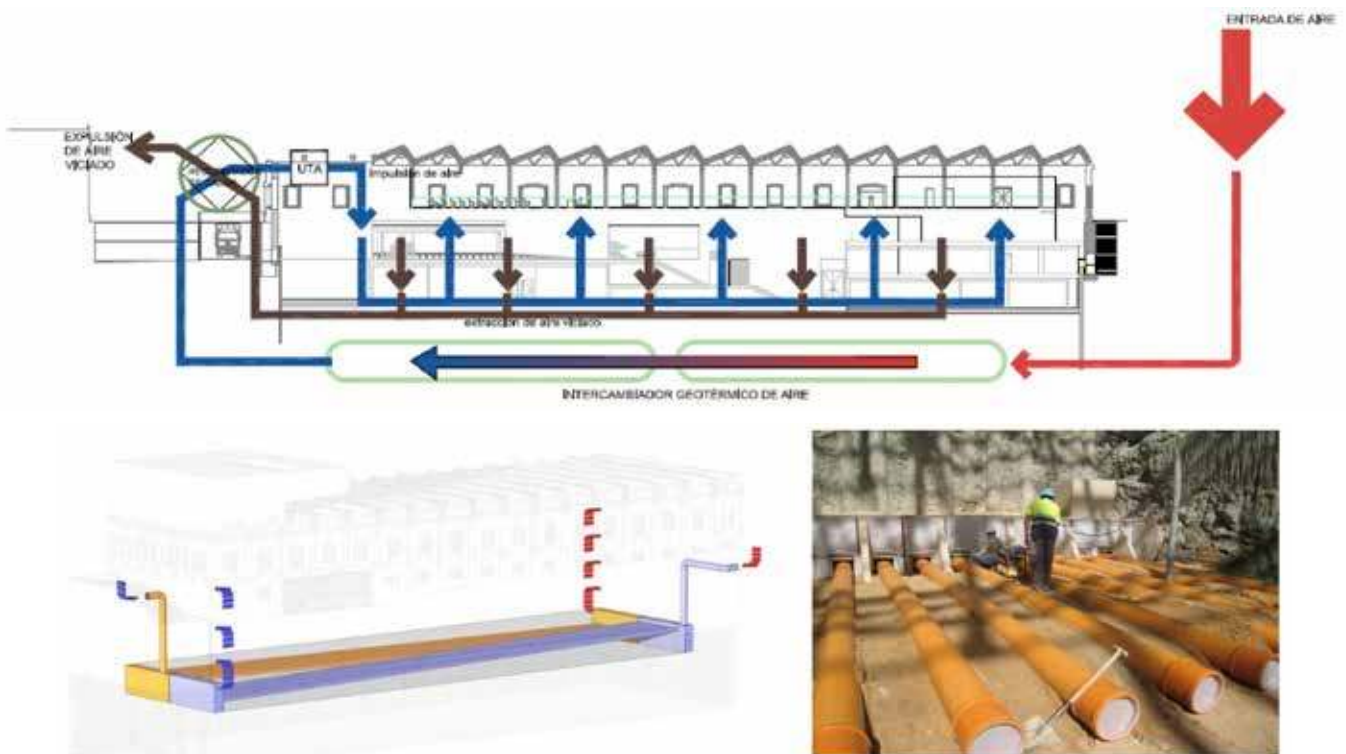 ENTRADA DE AIRE
EXPULSIÓN
DE AIRE
VICIADO
UTA
Impulsión de aire
extracción de aire viciado
INTERCAMBIADOR GEOTÉRMICO DE AIRE